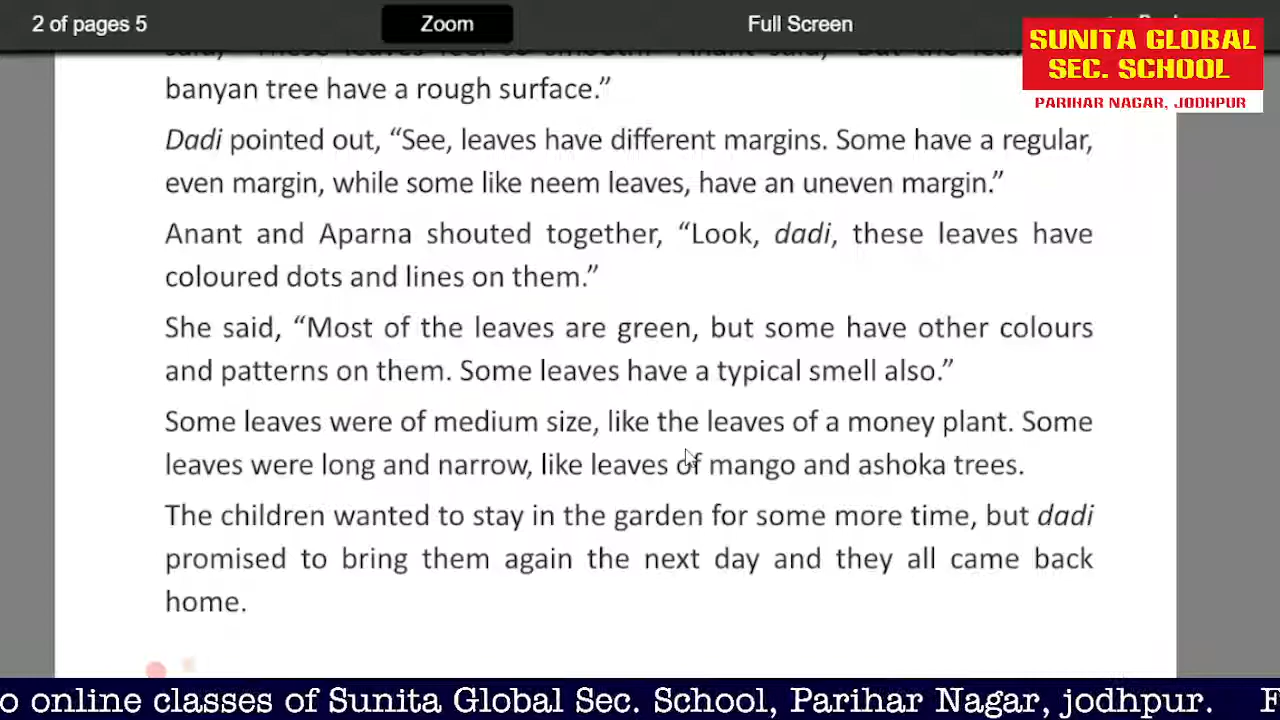 2 of pages 5
Zoom
Full Screen
SUNITA GLOBAL
SEC. SCHOOL
PARIHAR NAGAR, JODHPUR
banyan tree have a rough surface.”
Dadi pointed out, “See, leaves have different margins. Some have a regular,
even margin, while some like neem leaves, have an uneven margin.”
Anant and Aparna shouted together, “Look, dadi, these leaves have
coloured dots and lines on them.”
She said, “Most of the leaves are green, but some have other colours
and patterns on them. Some leaves have a typical smell also.”
Some leaves were of medium size, like the leaves of a money plant. Some
leaves were long and narrow, like leaves of mango and ashoka trees.
The children wanted to stay in the garden for some more time, but dadi
promised to bring them again the next day and they all came back
home.
o online classes of Sunita Global Sec. School, Parihar Nagar, jodhpur. F